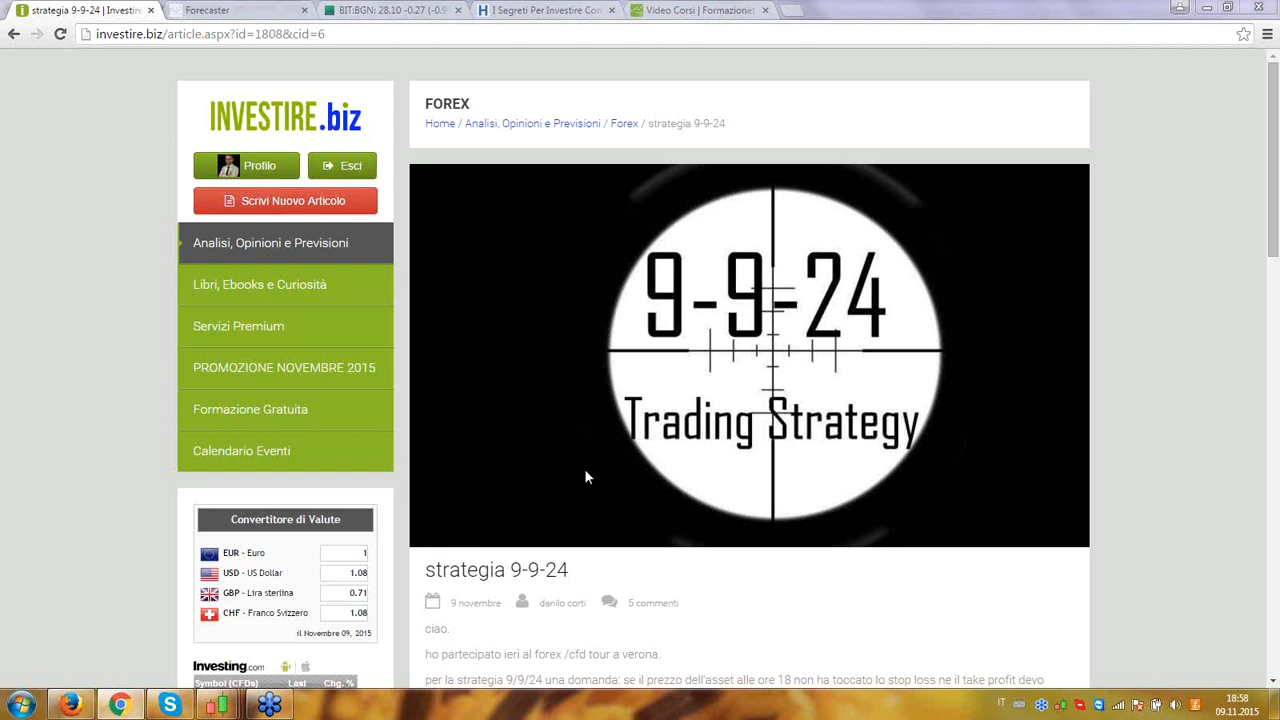 strategia 9-9-24 | Investire
Forecaster
BIT:BGN: 28.10 -0.27 (-0.9
I Segreti Per Investire Con
Video Corsi | Formazione
investire.biz/article.aspx?id=1808&cid=6
INVESTIRE.biz
Profilo
Esci
Scrivi Nuovo Articolo
Analisi, Opinioni e Previsioni
Libri, Ebooks e Curiosità
Servizi Premium
PROMOZIONE NOVEMBRE 2015
Formazione Gratuita
Calendario Eventi
Convertitore di Valute
EUR - Euro 1
USD - US Dollar 1.08
GBP - Lira sterlina 0.71
CHF - Franco Svizzero 1.08
il Novembre 09, 2015
Investing.com
Symbol (CFDs) Last Chg. %
FOREX
Home / Analisi, Opinioni e Previsioni / Forex / strategia 9-9-24
9-9-24
Trading Strategy
strategia 9-9-24
9 novembre danilo corti 5 commenti
ciao.
ho partecipato ieri al forex /cfd tour a verona.
per la strategia 9/9/24 una domanda: se il prezzo dell'asset alle ore 18 non ha toccato lo stop loss ne il take profit devo
IT
18:58
09.11.2015